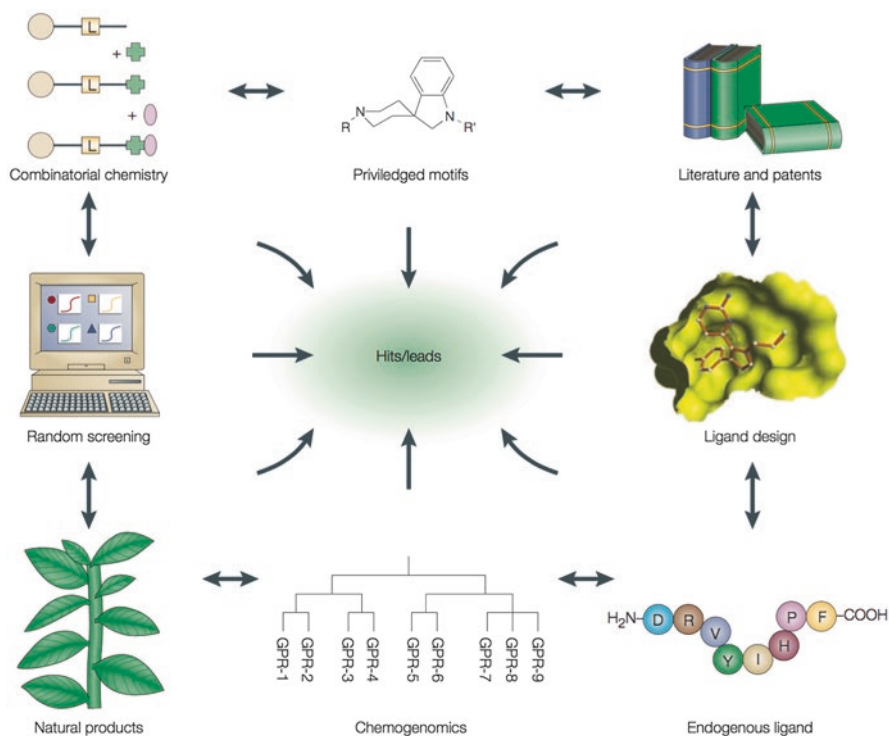 L
+
L
+
L
Combinatorial chemistry
N
R
N
R'
Priviledged motifs
Literature and patents
Random screening
Hits/leads
Ligand design
Natural products
GPR-1
GPR-2
GPR-3
GPR-4
GPR-5
GPR-6
GPR-7
GPR-8
GPR-9
Chemogenomics
H₂N D R V Y I H P F COOH
Endogenous ligand